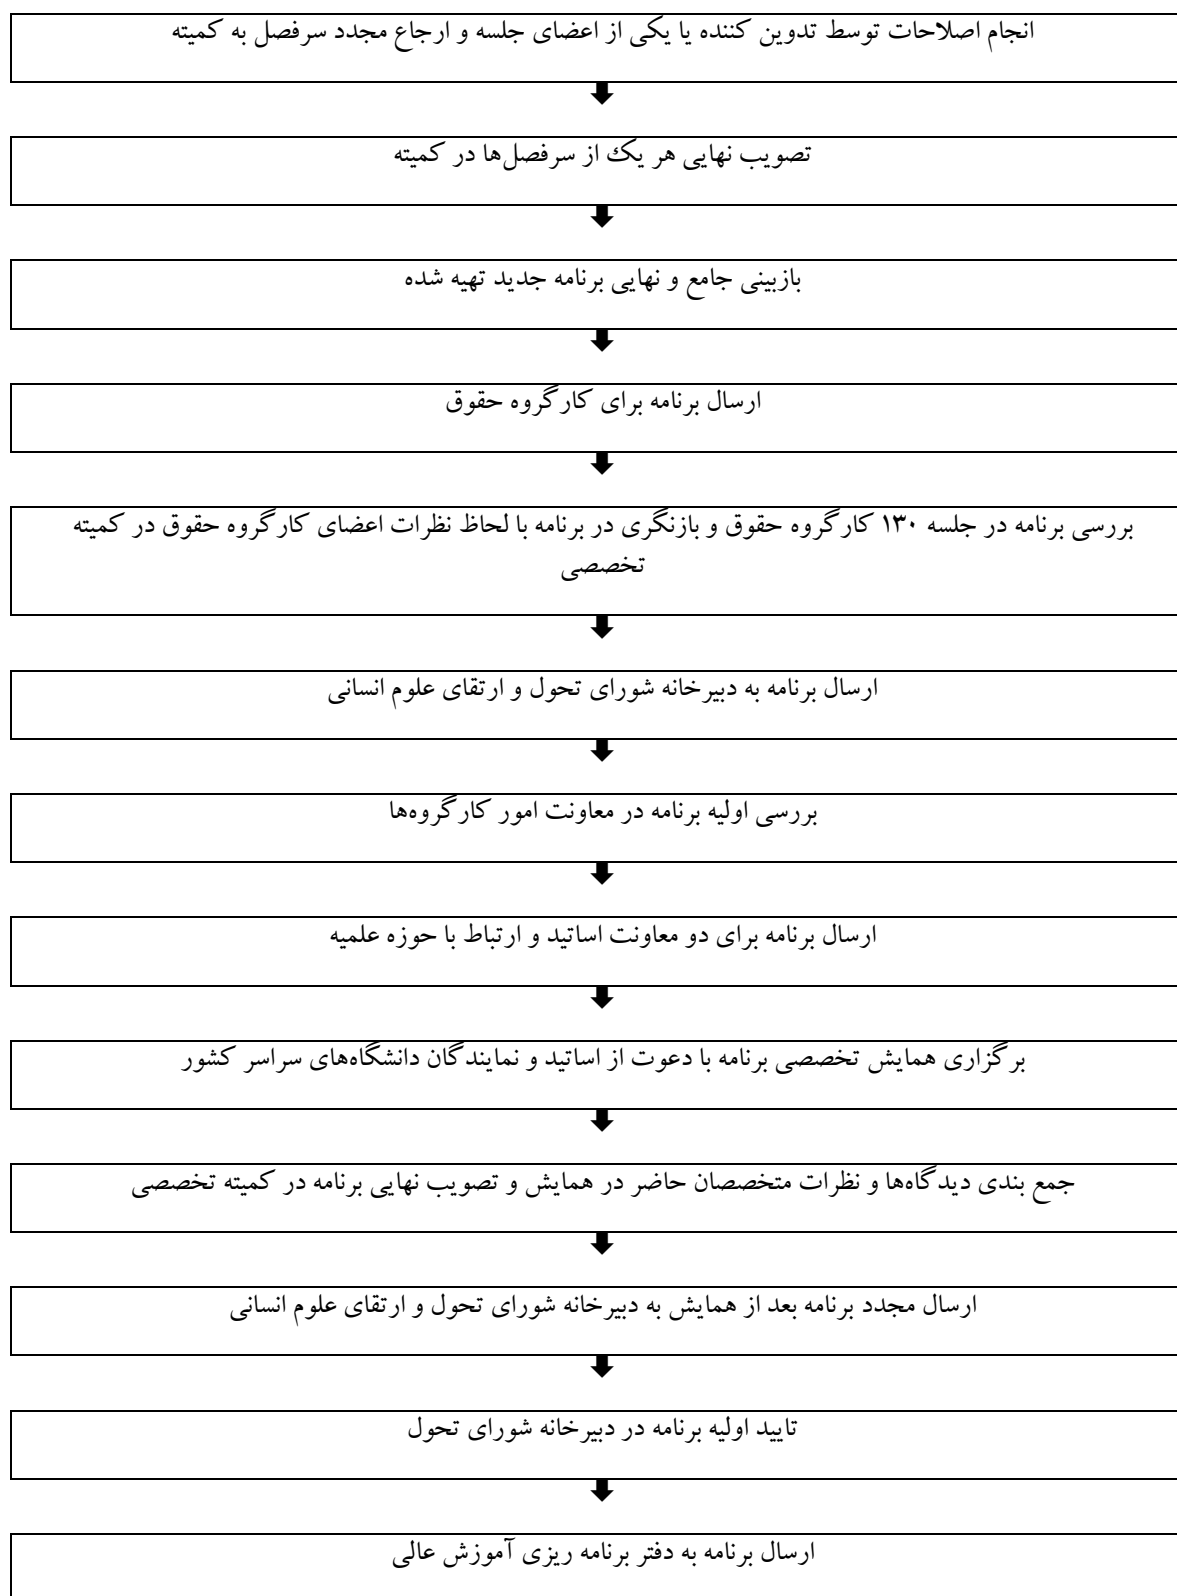 انجام اصلاحات توسط تدوین کننده یا یکی از اعضای جلسه و ارجاع مجدد سرفصل به کمیته
تصویب نهایی هر یک از سرفصل‌ها در کمیته
بازبینی جامع و نهایی برنامه جدید تهیه شده
ارسال برنامه برای کارگروه حقوق
بررسی برنامه در جلسه ۱۳۰ کارگروه حقوق و بازنگری در برنامه با لحاظ نظرات اعضای کارگروه حقوق در کمیته
تخصصی
ارسال برنامه به دبیرخانه شورای تحول و ارتقای علوم انسانی
بررسی اولیه برنامه در معاونت امور کارگروه‌ها
ارسال برنامه برای دو معاونت اساتید و ارتباط با حوزه علمیه
برگزاری همایش تخصصی برنامه با دعوت از اساتید و نمایندگان دانشگاه‌های سراسر کشور
جمع بندی دیدگاه‌ها و نظرات متخصصان حاضر در همایش و تصویب نهایی برنامه در کمیته تخصصی
ارسال مجدد برنامه بعد از همایش به دبیرخانه شورای تحول و ارتقای علوم انسانی
تایید اولیه برنامه در دبیرخانه شورای تحول
ارسال برنامه به دفتر برنامه ریزی آموزش عالی